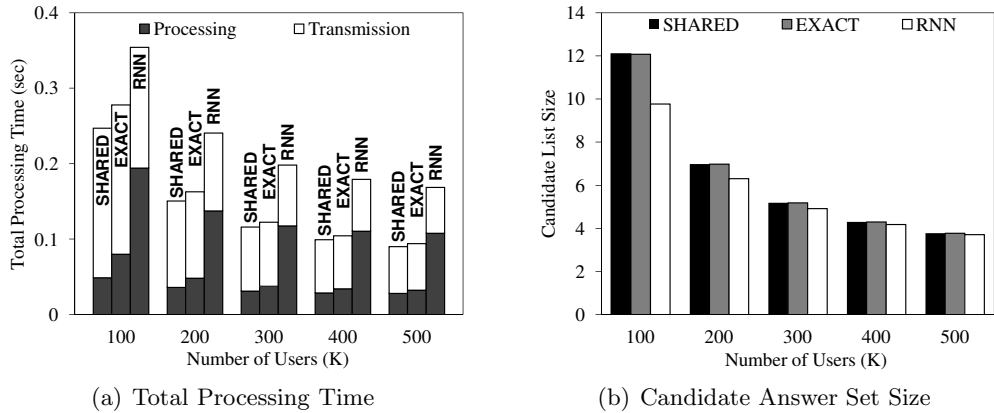 0.4
0.3
0.2
0.1
0
Total Processing Time (sec)
Processing
Transmission
SHARED
EXACT
RNN
SHARED
EXACT
RNN
SHARED
EXACT
RNN
SHARED
EXACT
RNN
SHARED
EXACT
RNN
100 200 300 400 500
Number of Users (K)
(a) Total Processing Time
14
12
10
8
6
4
2
0
Candidate List Size
SHARED
EXACT
RNN
100 200 300 400 500
Number of Users (K)
(b) Candidate Answer Set Size